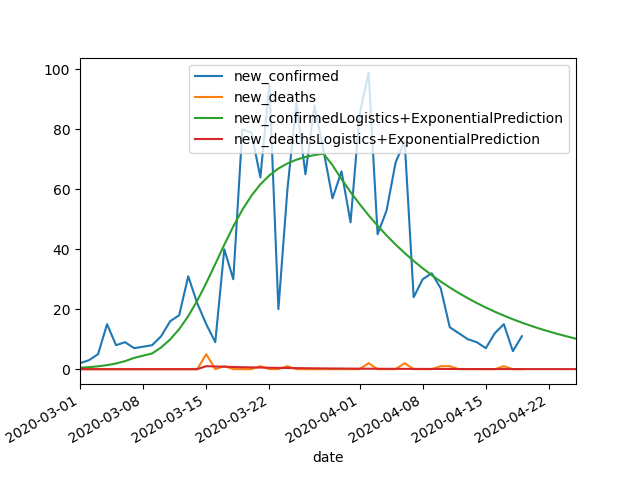 100
80
60
40
20
0
new_confirmed
new_deaths
new_confirmedLogistics+ExponentialPrediction
new_deathsLogistics+ExponentialPrediction
2020-03-01
2020-03-08
2020-03-15
2020-03-22
2020-04-01
2020-04-08
2020-04-15
2020-04-22
date